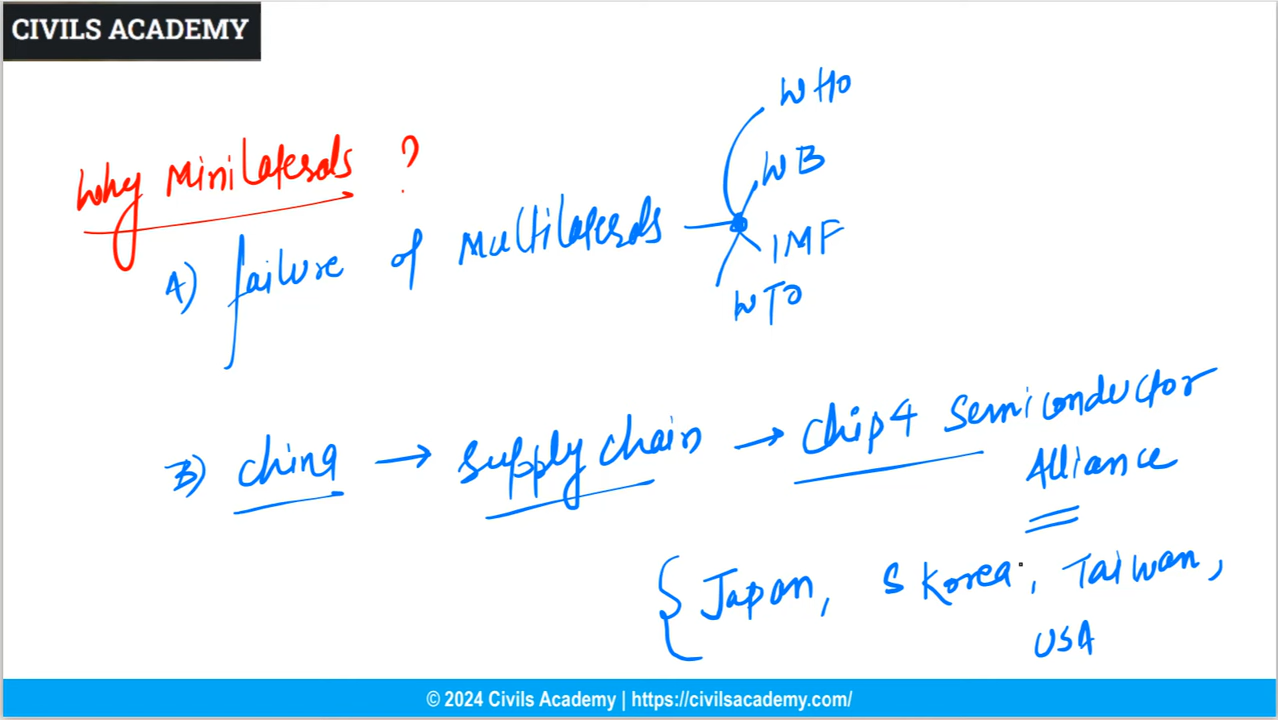 CIVILS ACADEMY
Why Minilaterals ?
A) failure of Multilaterals
WHO
WB
IMF
WTO
B) China → supply chain → Chip4 Semiconductor
Alliance
{ Japan, S Korea, Taiwan,
USA
© 2024 Civils Academy | https://civilsacademy.com/